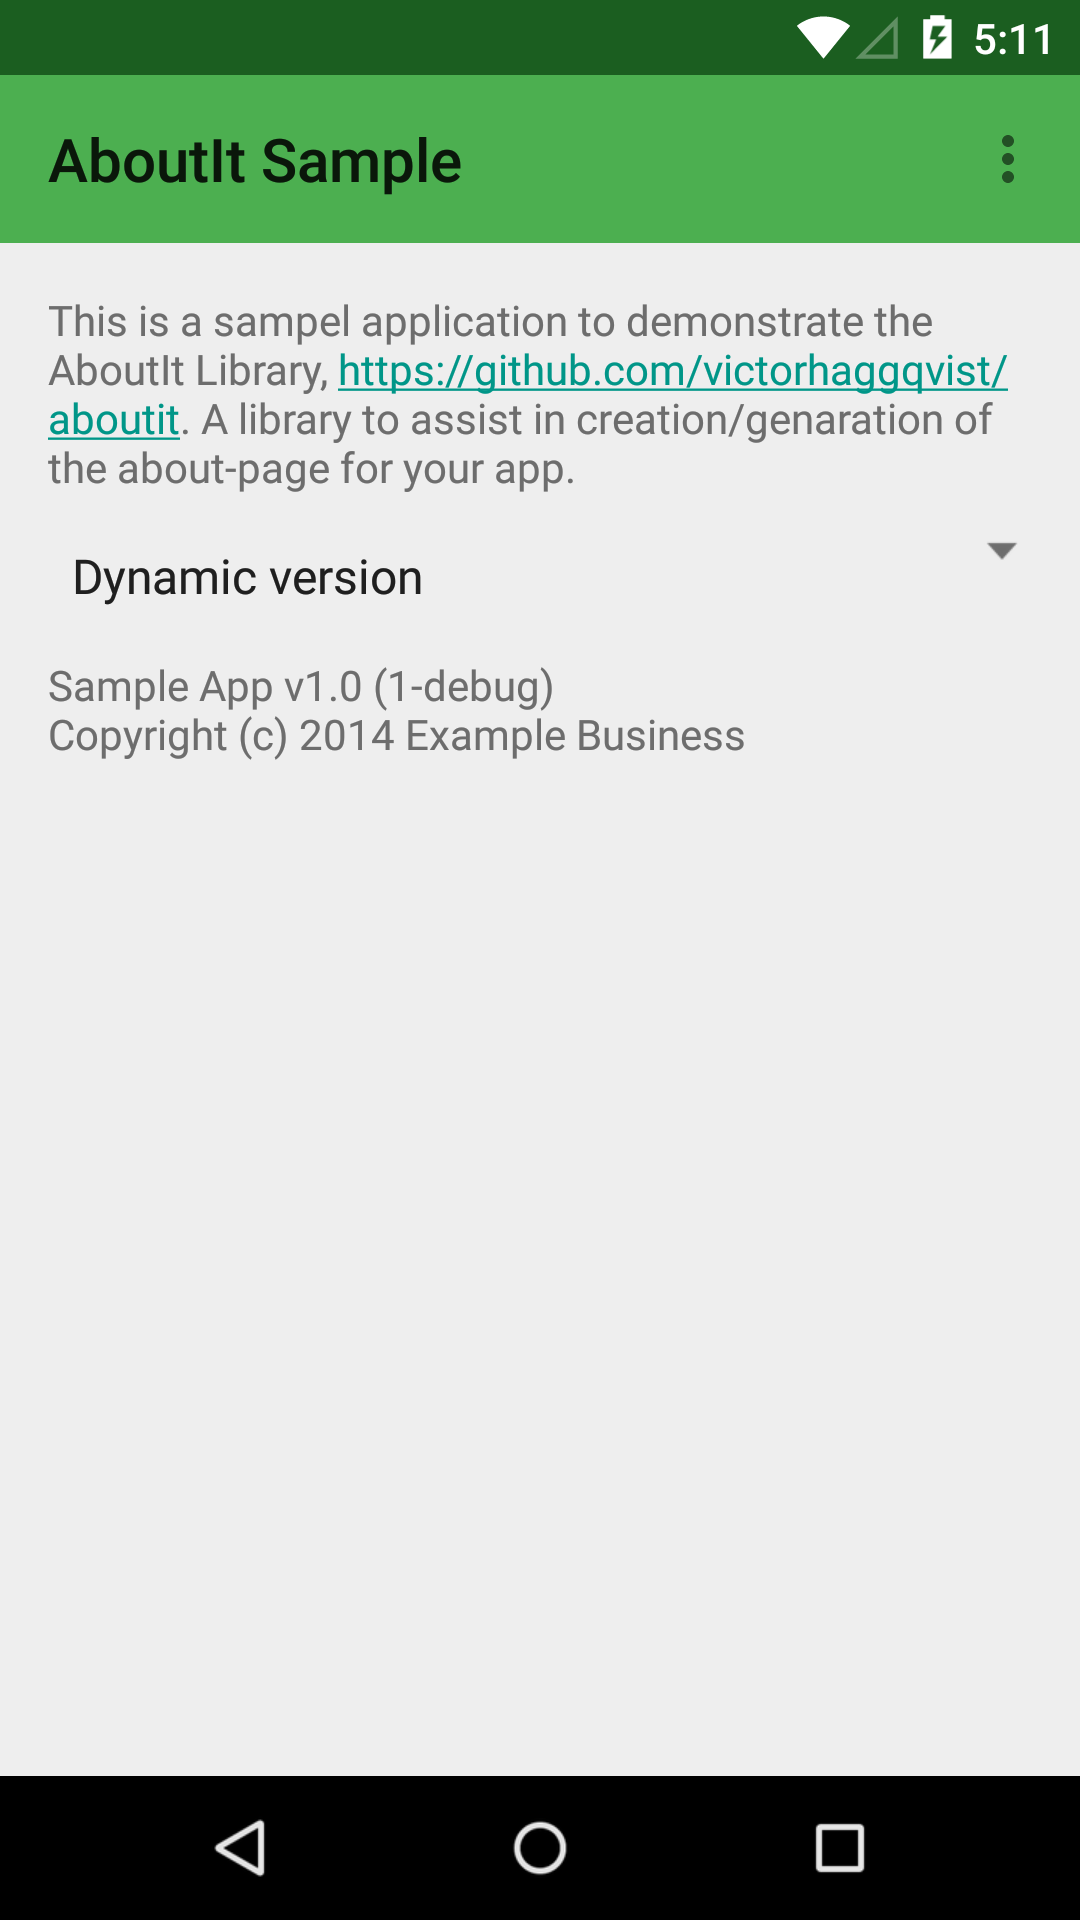 5:11
AboutIt Sample
This is a sampel application to demonstrate the
AboutIt Library, https://github.com/victorhaggqvist/
aboutit. A library to assist in creation/genaration of
the about-page for your app.
Dynamic version
Sample App v1.0 (1-debug)
Copyright (c) 2014 Example Business